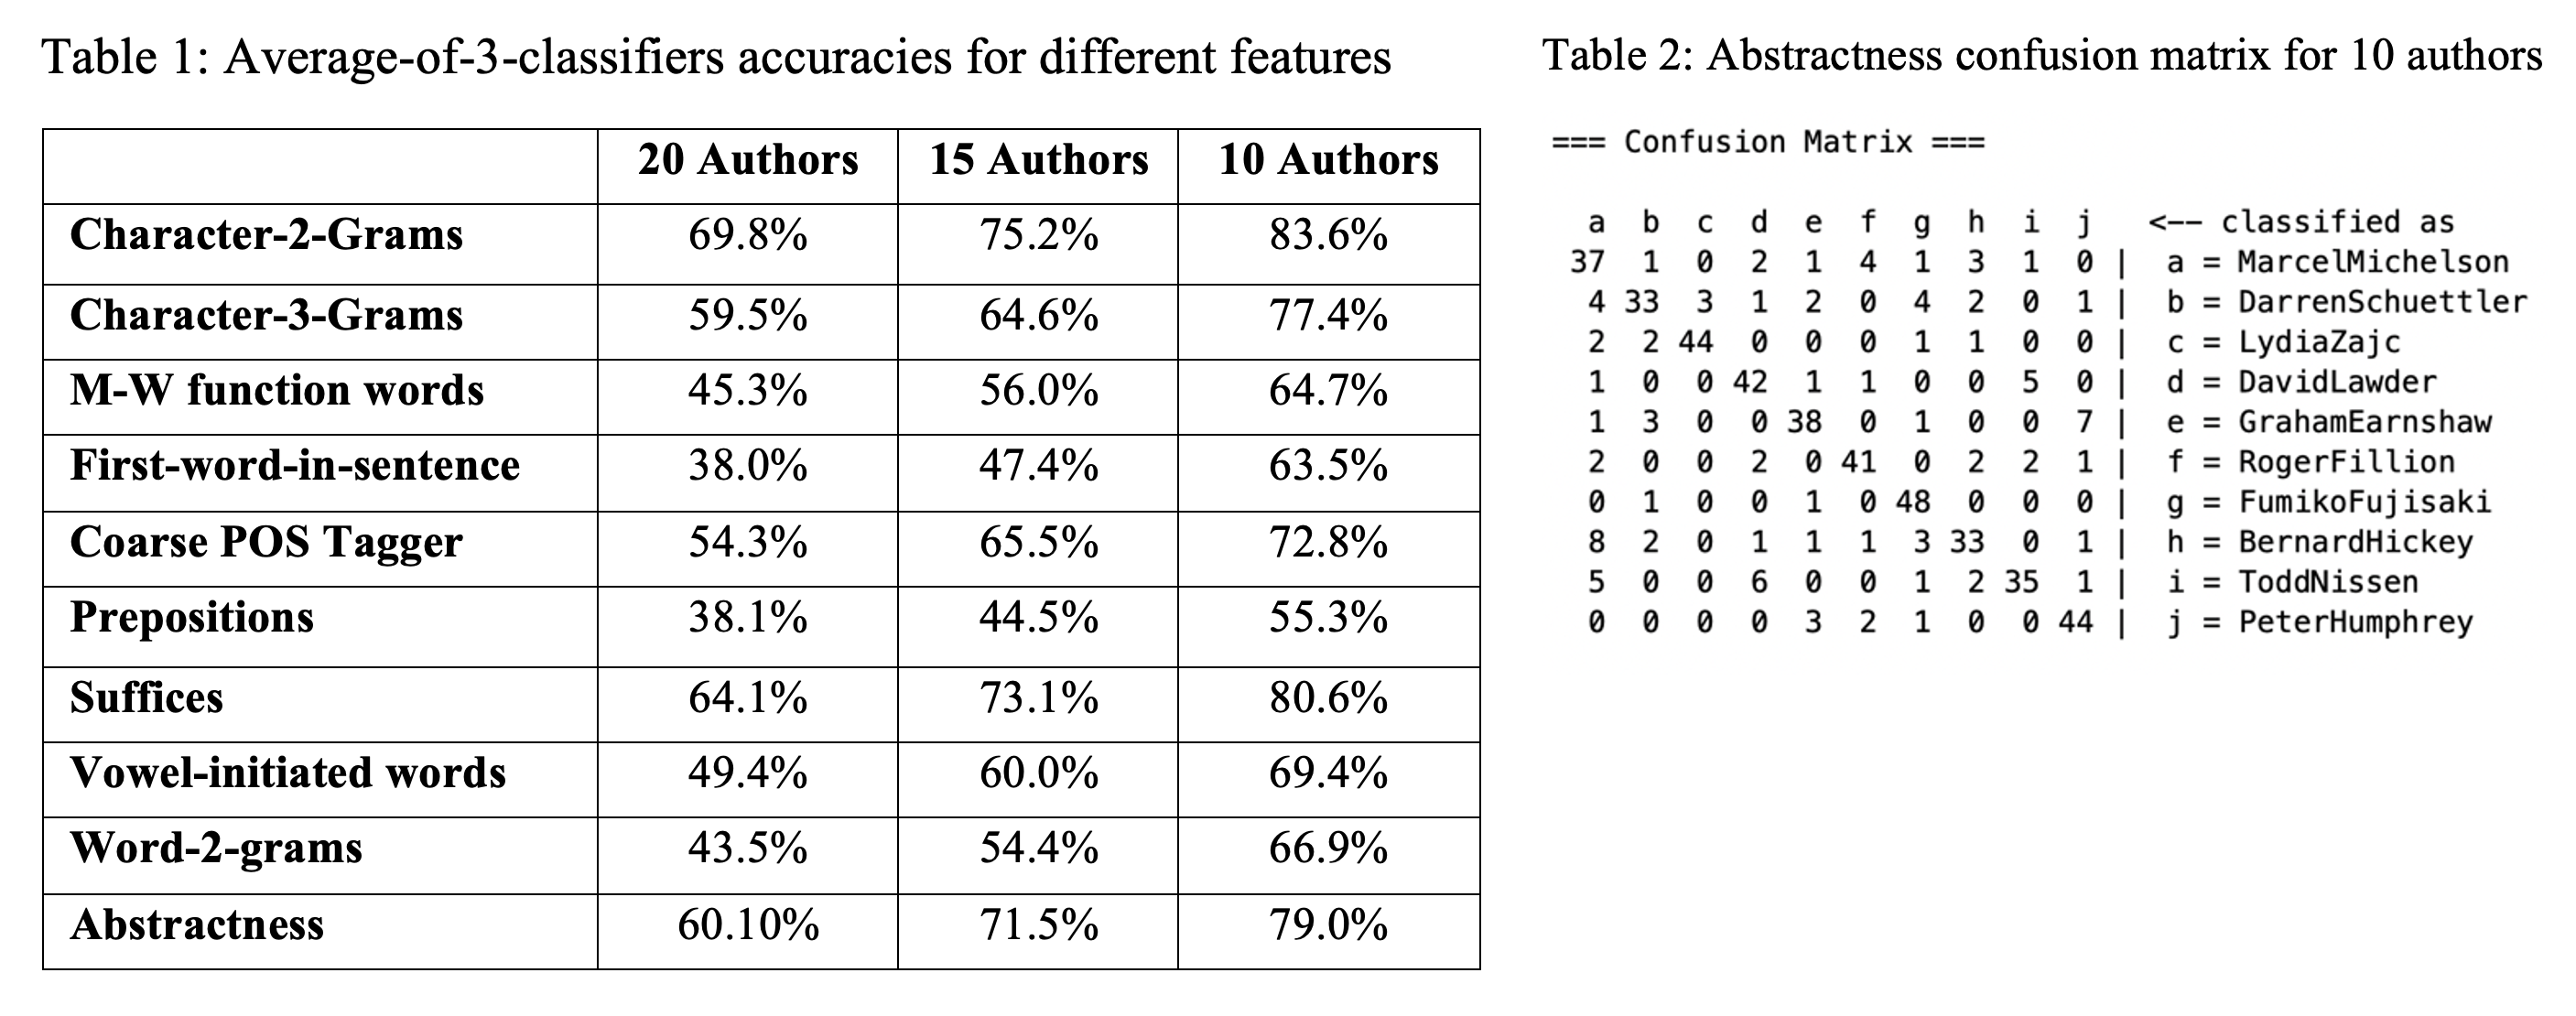 Table 1: Average-of-3-classifiers accuracies for different features
20 Authors 15 Authors 10 Authors
Character-2-Grams 69.8% 75.2% 83.6%
Character-3-Grams 59.5% 64.6% 77.4%
M-W function words 45.3% 56.0% 64.7%
First-word-in-sentence 38.0% 47.4% 63.5%
Coarse POS Tagger 54.3% 65.5% 72.8%
Prepositions 38.1% 44.5% 55.3%
Suffices 64.1% 73.1% 80.6%
Vowel-initiated words 49.4% 60.0% 69.4%
Word-2-grams 43.5% 54.4% 66.9%
Abstractness 60.10% 71.5% 79.0%
Table 2: Abstractness confusion matrix for 10 authors
=== Confusion Matrix ===
a b c d e f g h i j <-- classified as
37 1 0 2 1 4 1 3 1 0 | a = MarcelMichelson
4 33 3 1 2 0 4 2 0 1 | b = DarrenSchuettler
2 2 44 0 0 0 1 1 0 0 | c = LydiaZajc
1 0 0 42 1 1 0 0 5 0 | d = DavidLawder
1 3 0 0 38 0 1 0 0 7 | e = GrahamEarnshaw
2 0 0 2 0 41 0 2 2 1 | f = RogerFillion
0 1 0 0 1 0 48 0 0 0 | g = FumikoFujisaki
8 2 0 1 1 1 3 33 0 1 | h = BernardHickey
5 0 0 6 0 0 1 2 35 1 | i = ToddNissen
0 0 0 0 3 2 1 0 0 44 | j = PeterHumphrey